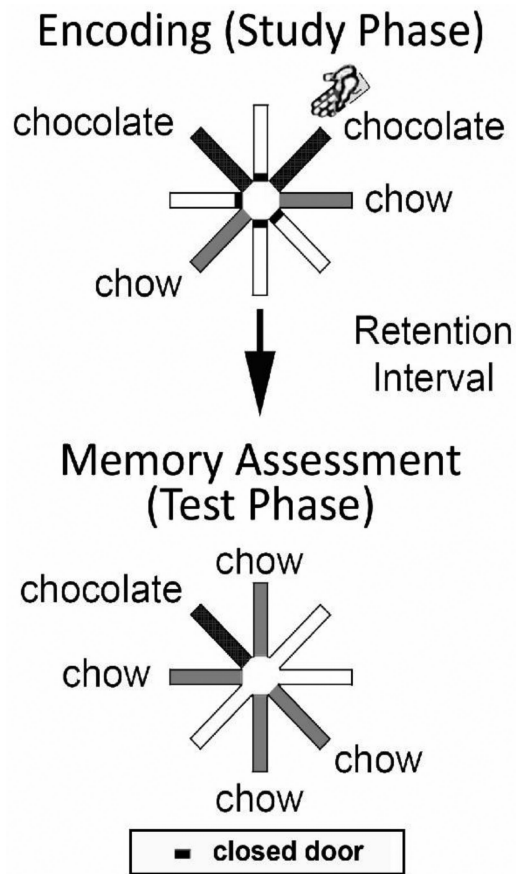 Encoding (Study Phase)
chocolate
chocolate
chow
chow
Retention
Interval
Memory Assessment
(Test Phase)
chow
chocolate
chow
chow
chow
closed door